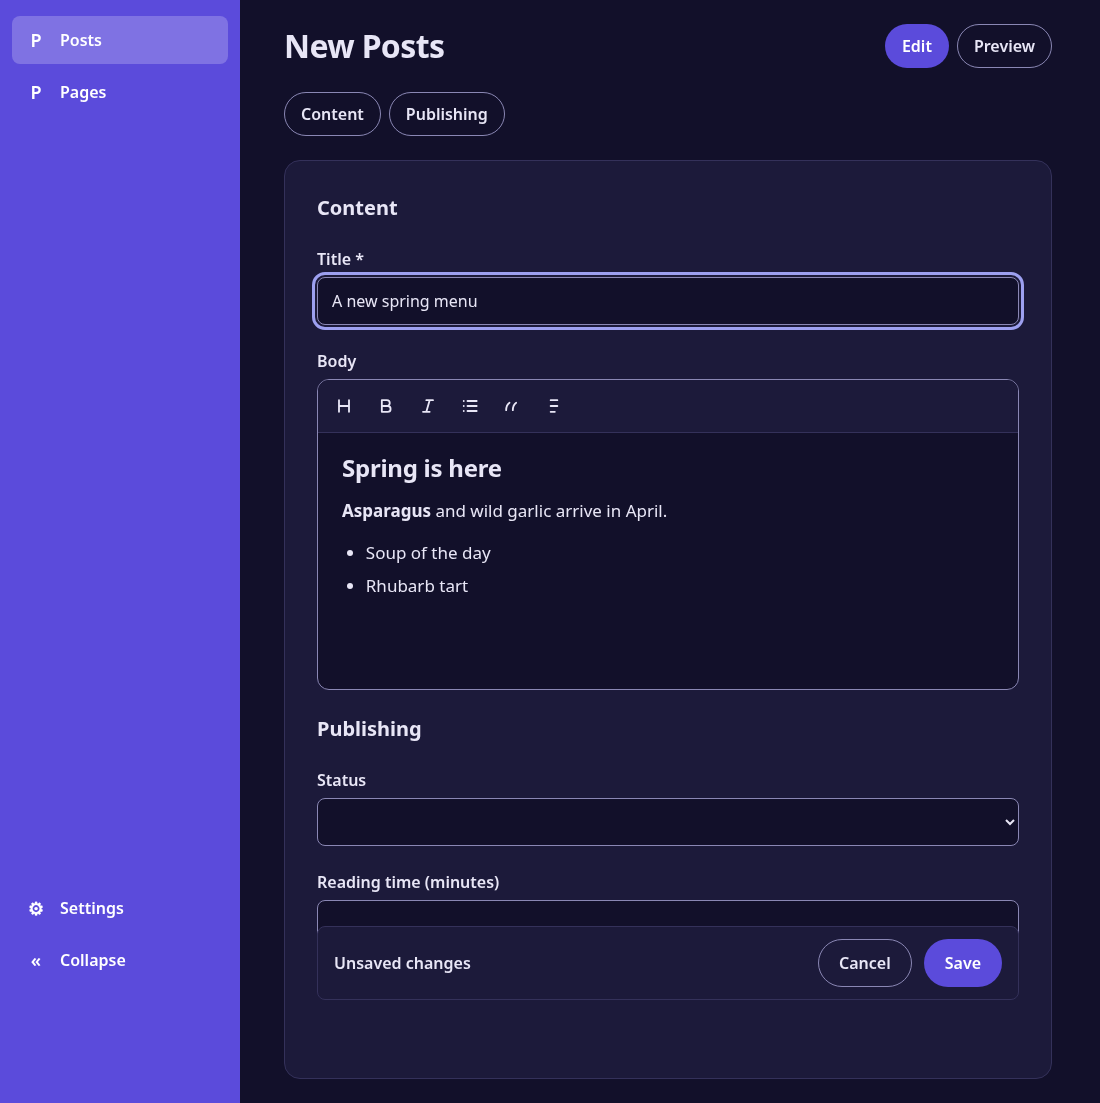 P Posts
P Pages
⚙ Settings
« Collapse
New Posts
Edit Preview
Content Publishing
Content
Title *
A new spring menu
Body
Spring is here
Asparagus and wild garlic arrive in April.
• Soup of the day
• Rhubarb tart
Publishing
Status
Reading time (minutes)
Unsaved changes
Cancel Save